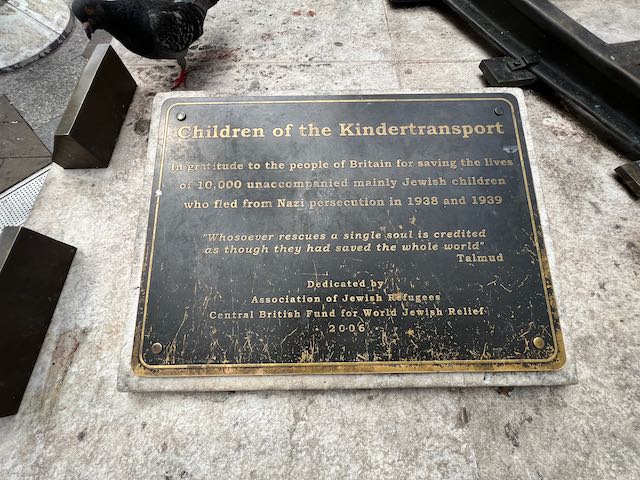 Children of the Kindertransport
In gratitude to the people of Britain for saving the lives
of 10,000 unaccompanied mainly Jewish children
who fled from Nazi persecution in 1938 and 1939
"Whosoever rescues a single soul is credited
as though they had saved the whole world"
Talmud
Dedicated by
Association of Jewish Refugees
Central British Fund for World Jewish Relief
2006